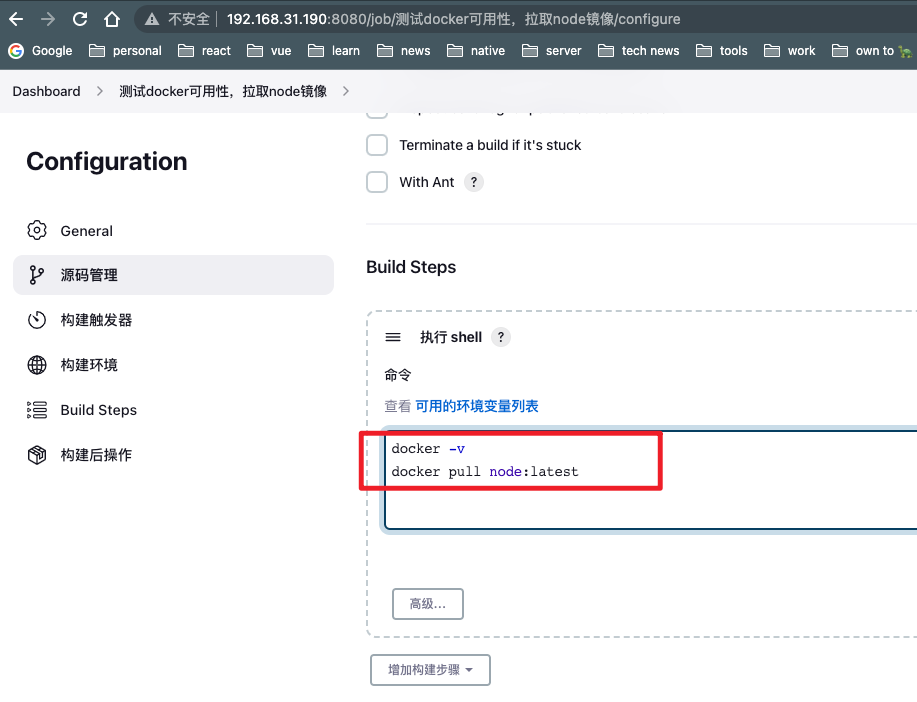 不安全 192.168.31.190:8080/job/测试docker可用性，拉取node镜像/configure
Google personal react vue learn news native server tech news tools work own to
Dashboard 测试docker可用性，拉取node镜像
Configuration
General
源码管理
构建触发器
构建环境
Build Steps
构建后操作
Terminate a build if it's stuck
With Ant ?
Build Steps
执行 shell ?
命令
查看 可用的环境变量列表
docker -v
docker pull node:latest
高级...
增加构建步骤